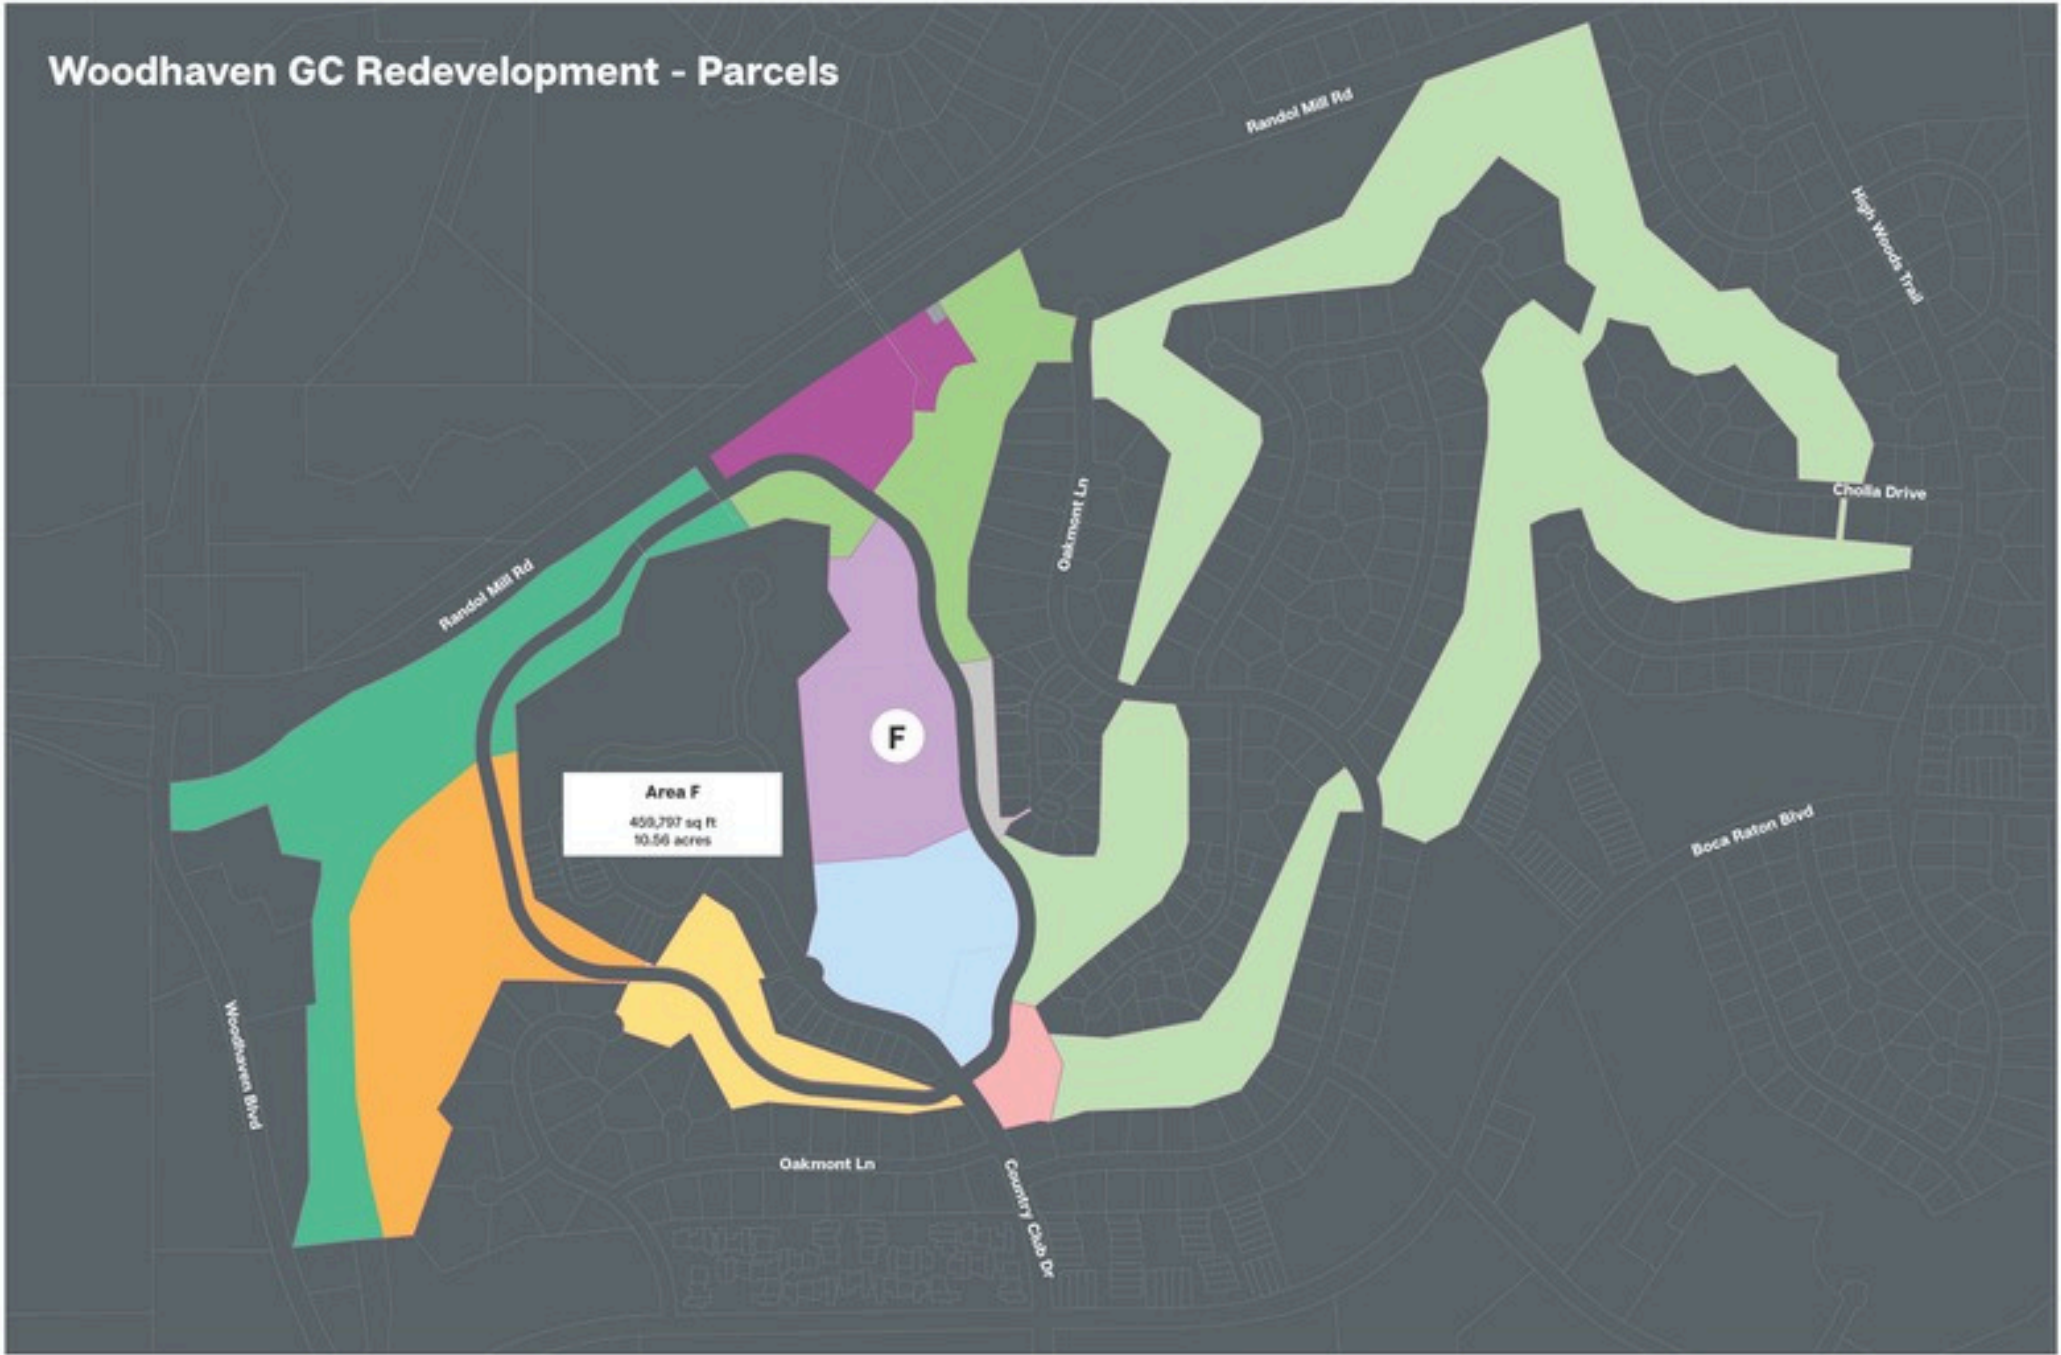 Woodhaven GC Redevelopment - Parcels
Randol Mill Rd
High Woods Trail
Cholla Drive
Oakmont Ln
Randol Mill Rd
F
Area F
459,797 sq ft
10.56 acres
Boca Raton Blvd
Woodhaven Blvd
Oakmont Ln
Country Club Dr